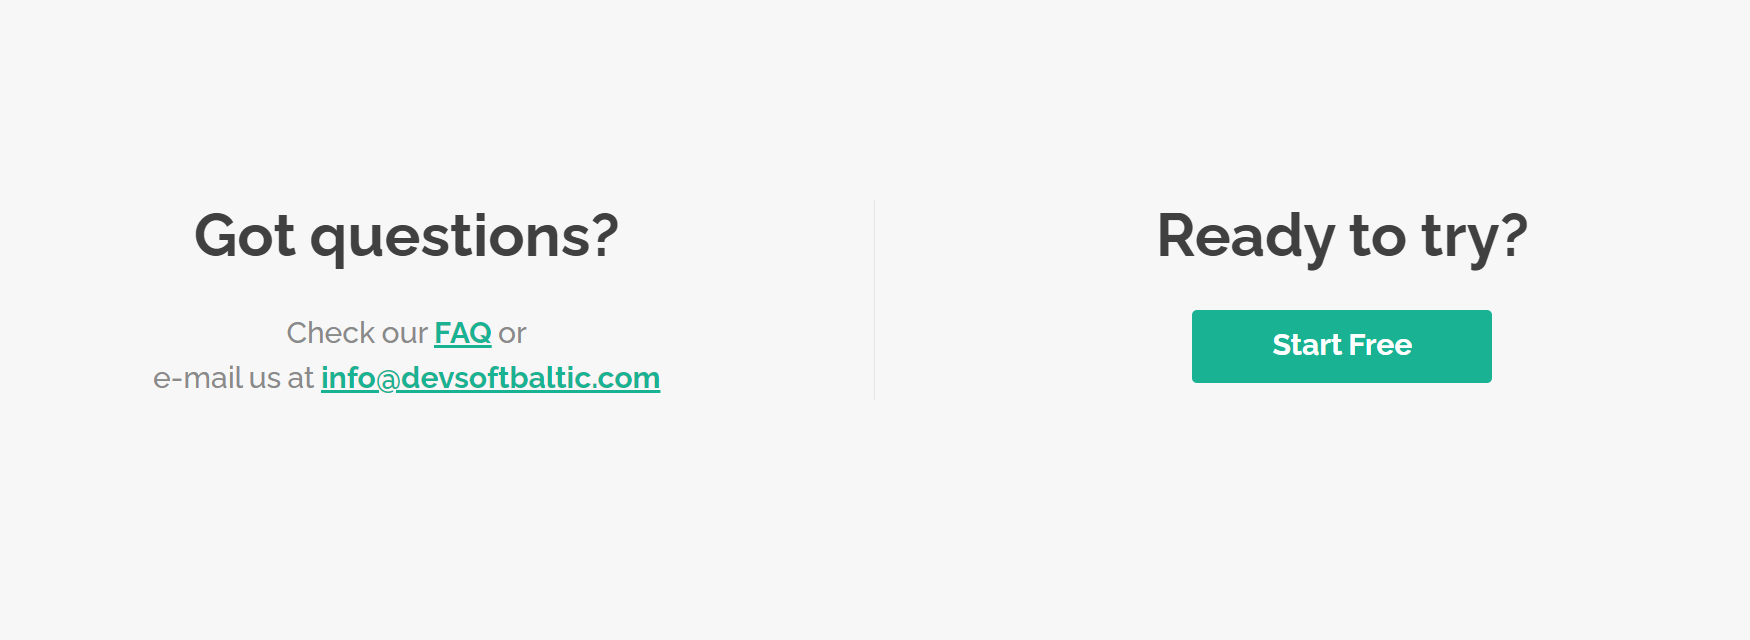 Got questions?
Check our FAQ or
e-mail us at info@devsoftbaltic.com
Ready to try?
Start Free